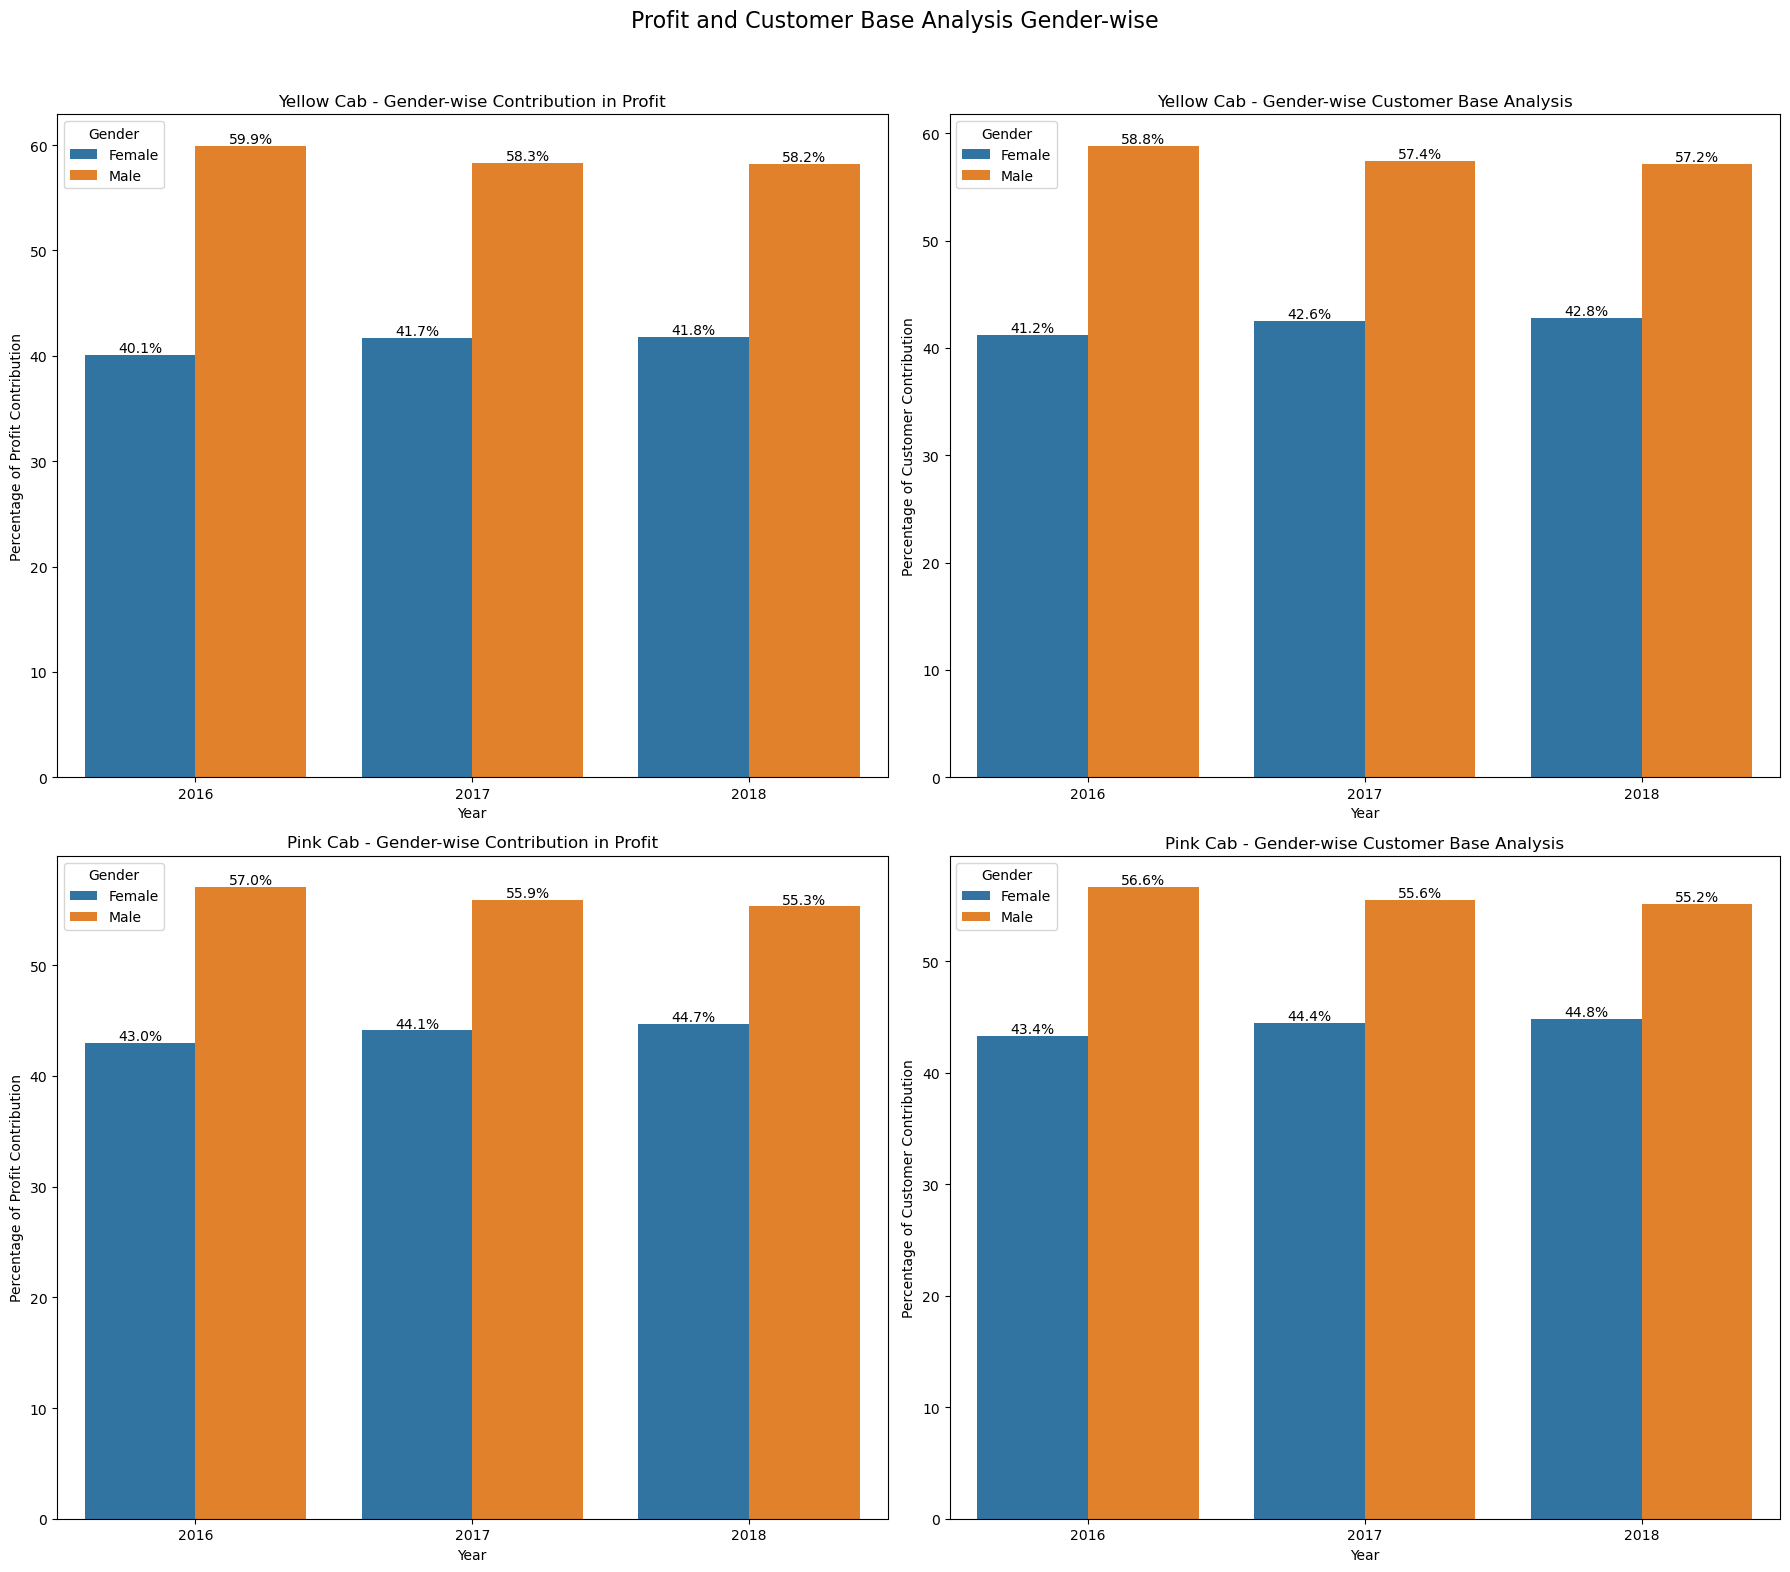 Profit and Customer Base Analysis Gender-wise
Yellow Cab - Gender-wise Contribution in Profit
Gender
Female
Male
59.9%
58.3%
58.2%
40.1%
41.7%
41.8%
60
50
40
30
20
10
0
Percentage of Profit Contribution
2016
2017
2018
Year
Yellow Cab - Gender-wise Customer Base Analysis
Gender
Female
Male
58.8%
57.4%
57.2%
41.2%
42.6%
42.8%
60
50
40
30
20
10
0
Percentage of Customer Contribution
2016
2017
2018
Year
Pink Cab - Gender-wise Contribution in Profit
Gender
Female
Male
57.0%
55.9%
55.3%
43.0%
44.1%
44.7%
50
40
30
20
10
0
Percentage of Profit Contribution
2016
2017
2018
Year
Pink Cab - Gender-wise Customer Base Analysis
Gender
Female
Male
56.6%
55.6%
55.2%
43.4%
44.4%
44.8%
50
40
30
20
10
0
Percentage of Customer Contribution
2016
2017
2018
Year